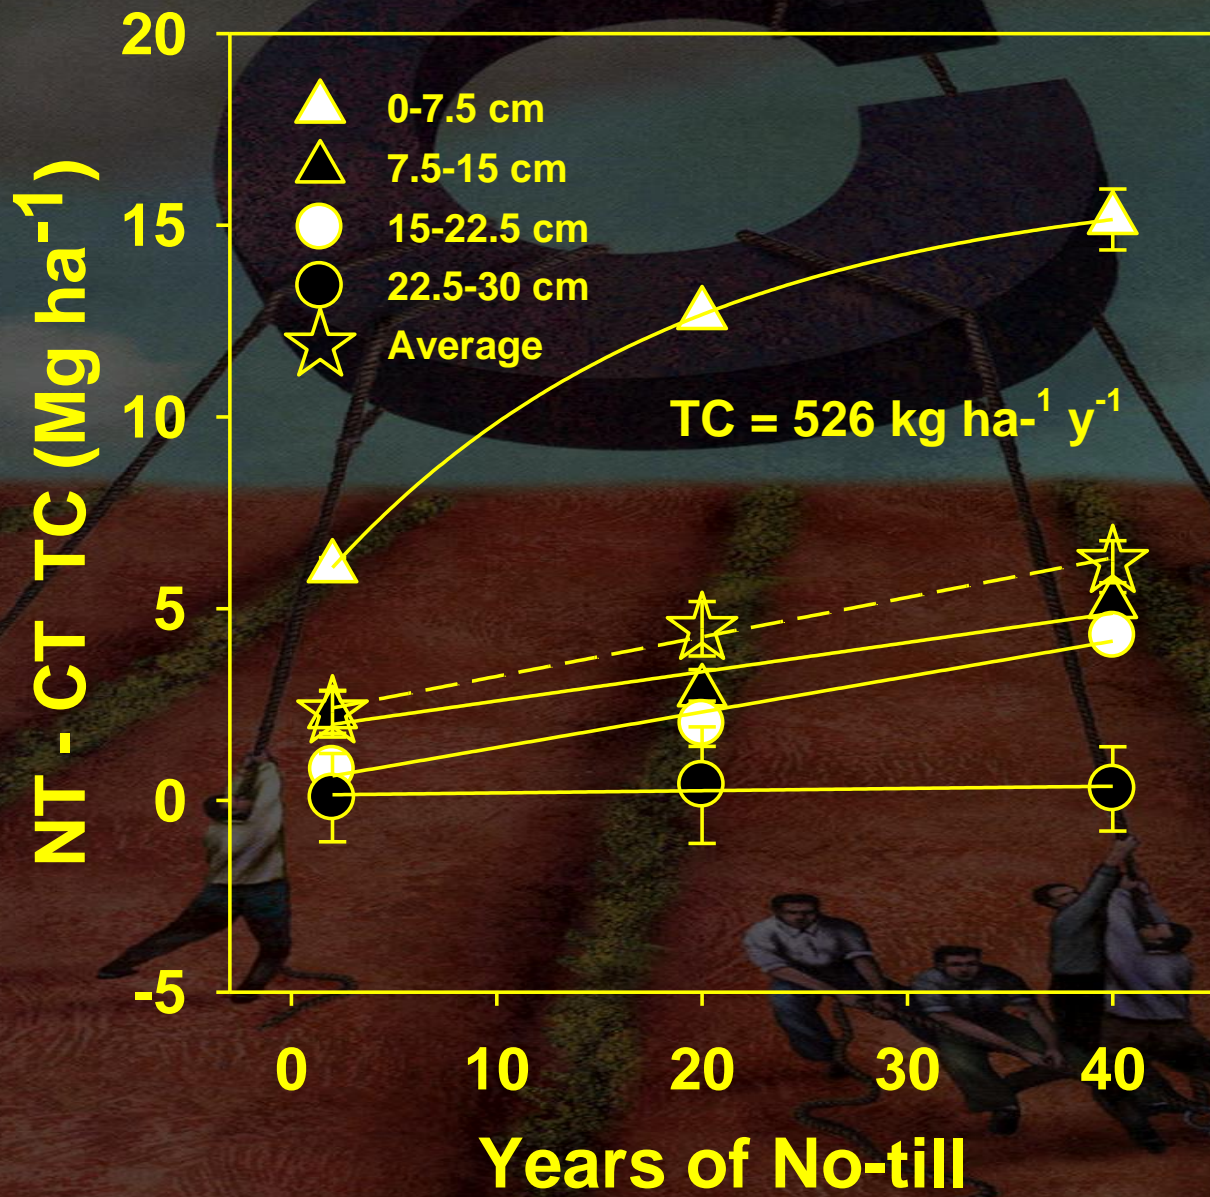 20
15
10
5
0
-5
NT - CT TC (Mg ha⁻¹)
0-7.5 cm
7.5-15 cm
15-22.5 cm
22.5-30 cm
Average
TC = 526 kg ha-¹ y⁻¹
0 10 20 30 40
Years of No-till